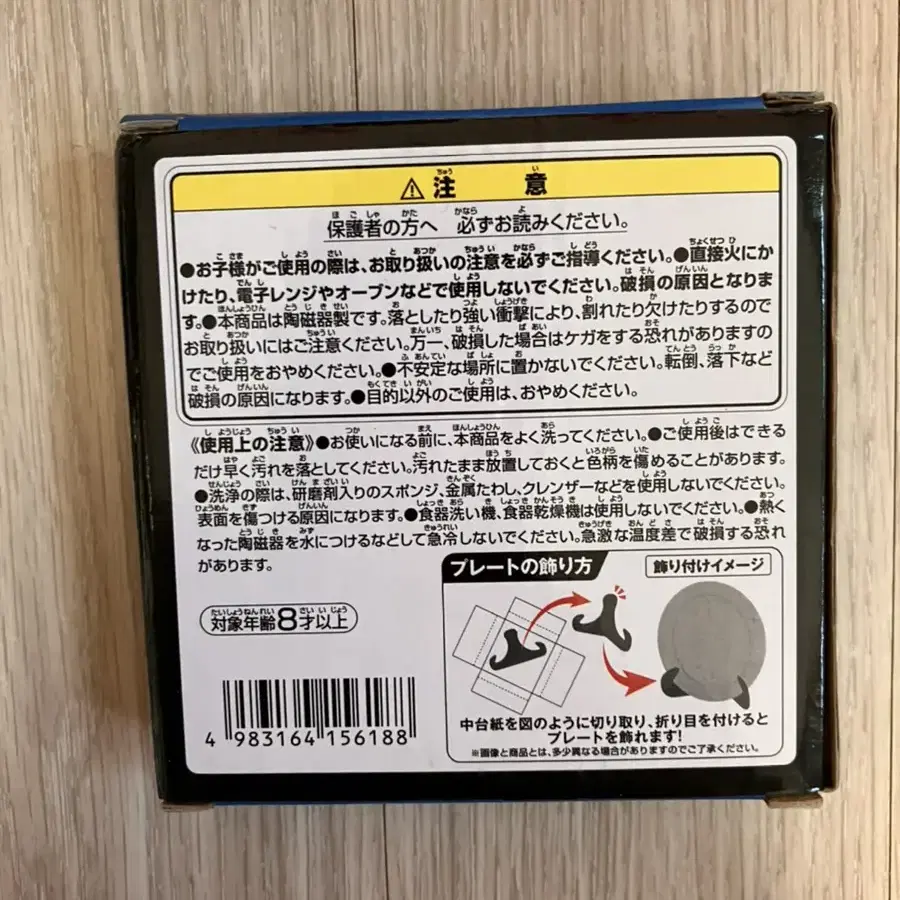 ⚠注意
保護者の方へ 必ずお読みください。
●お子様がご使用の際は、お取り扱いの注意を必ずご指導ください。●直接火にか
けたり、電子レンジやオーブンなどで使用しないでください。破損の原因となりま
す。●本商品は陶磁器製です。落としたり強い衝撃により、割れたり欠けたりするので
お取り扱いにはご注意ください。万一、破損した場合はケガをする恐れがありますの
でご使用をおやめください。●不安定な場所に置かないでください。転倒、落下など
破損の原因になります。●目的以外のご使用は、おやめください。
《使用上の注意》●お使いになる前に、本商品をよく洗ってください。●ご使用後はできる
だけ早く汚れを落としてください。汚れたまま放置しておくと色柄を傷めることがあります。
●洗浄の際は、研磨剤入りのスポンジ、金属たわし、クレンザーなどを使用しないでください。
表面を傷つける原因になります。●食器洗い機、食器乾燥機は使用しないでください。●熱く
なった陶磁器を水につけるなどして急冷しないでください。急激な温度差で破損する恐れ
があります。
対象年齢8才以上
プレートの飾り方
飾り付けイメージ
中台紙を図のように切り取り、折り目を付けると
プレートを飾れます!
※画像と商品とは、多少異なる場合がありますのでご了承ください。
4 983164 156188